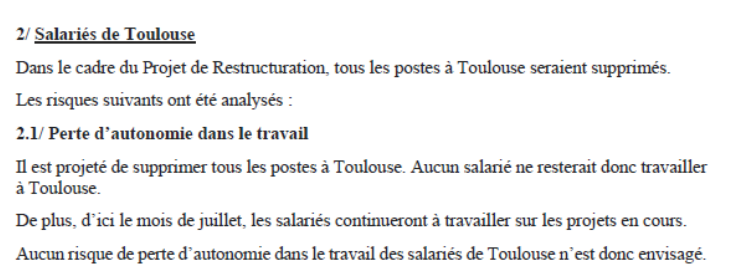 2/ Salariés de Toulouse
Dans le cadre du Projet de Restructuration, tous les postes à Toulouse seraient supprimés.
Les risques suivants ont été analysés :
2.1/ Perte d’autonomie dans le travail
Il est projeté de supprimer tous les postes à Toulouse. Aucun salarié ne resterait donc travailler
à Toulouse.
De plus, d’ici le mois de juillet, les salariés continueront à travailler sur les projets en cours.
Aucun risque de perte d’autonomie dans le travail des salariés de Toulouse n’est donc envisagé.